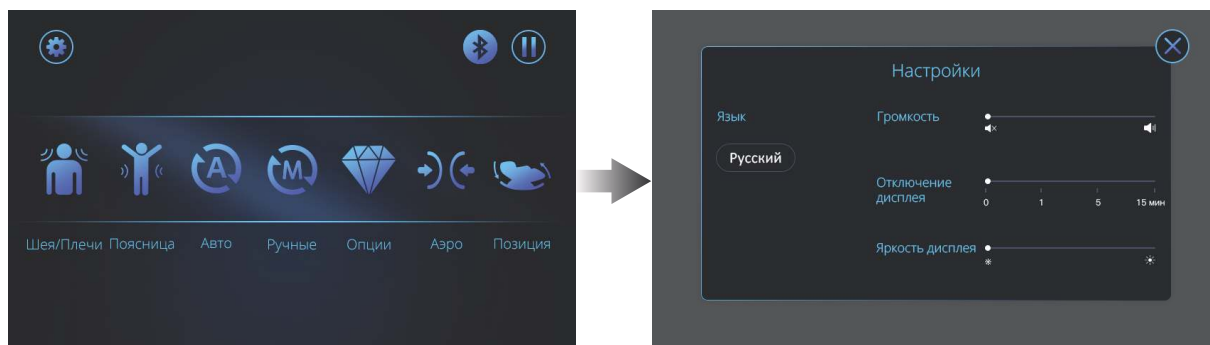 A
M
Шея/Плечи Поясница Авто Ручные Опции Аэро Позиция
Настройки
Язык
Русский
Громкость
Отключение
дисплея
0 1 5 15 мин
Яркость дисплея